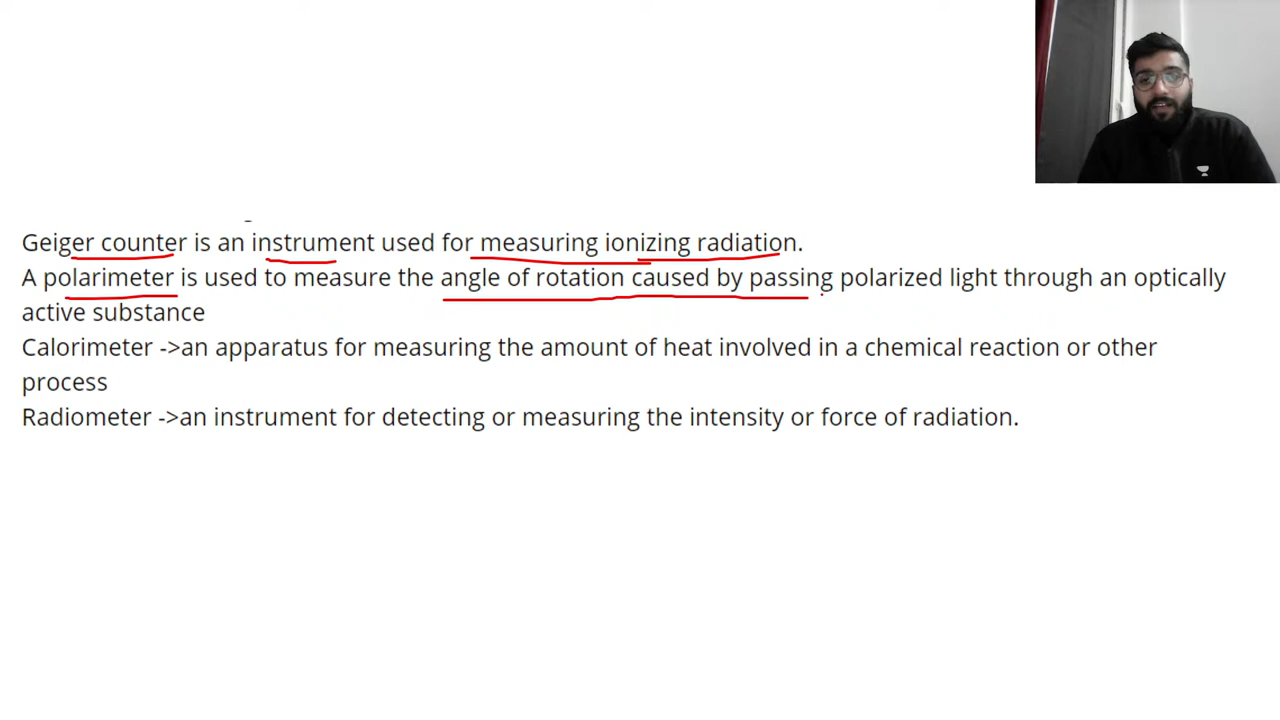 Geiger counter is an instrument used for measuring ionizing radiation.
A polarimeter is used to measure the angle of rotation caused by passing polarized light through an optically
active substance
Calorimeter ->an apparatus for measuring the amount of heat involved in a chemical reaction or other
process
Radiometer ->an instrument for detecting or measuring the intensity or force of radiation.